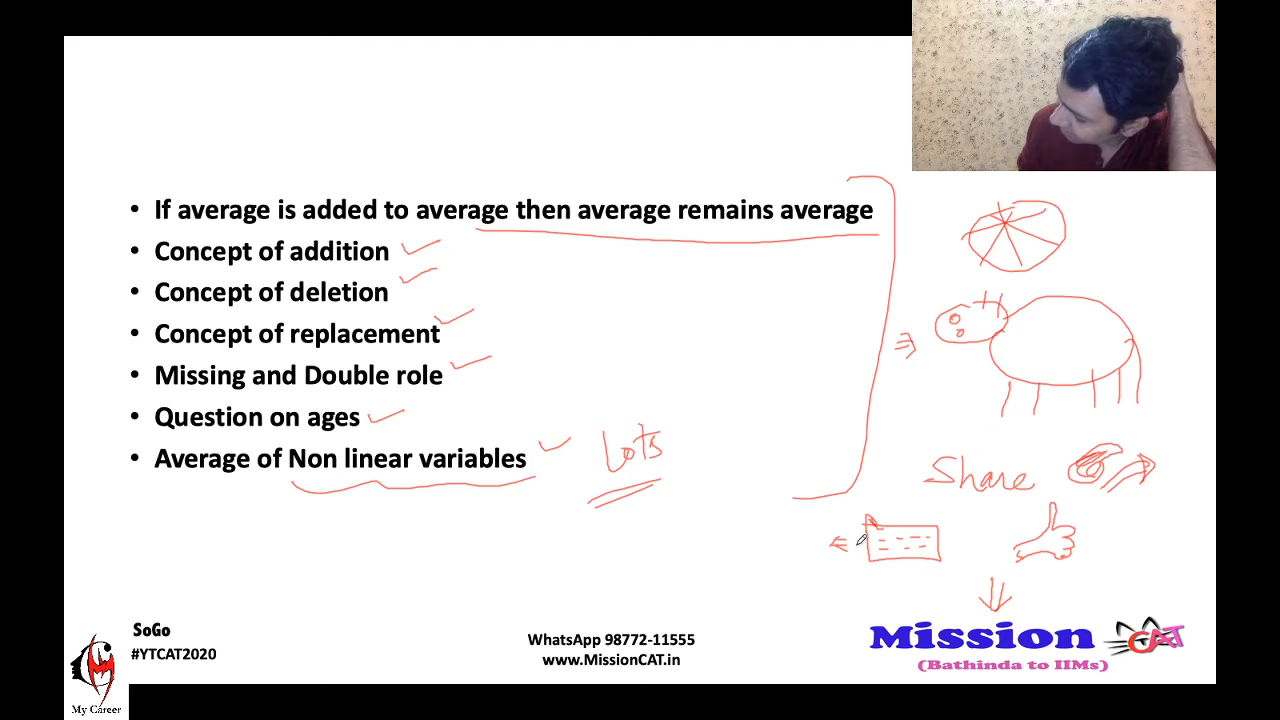 • If average is added to average then average remains average
• Concept of addition
• Concept of deletion
• Concept of replacement
• Missing and Double role
• Question on ages
• Average of Non linear variables
Lots
Share
SoGo
#YTCAT2020
WhatsApp 98772-11555
www.MissionCAT.in
Mission CAT
(Bathinda to IIMs)
My Career